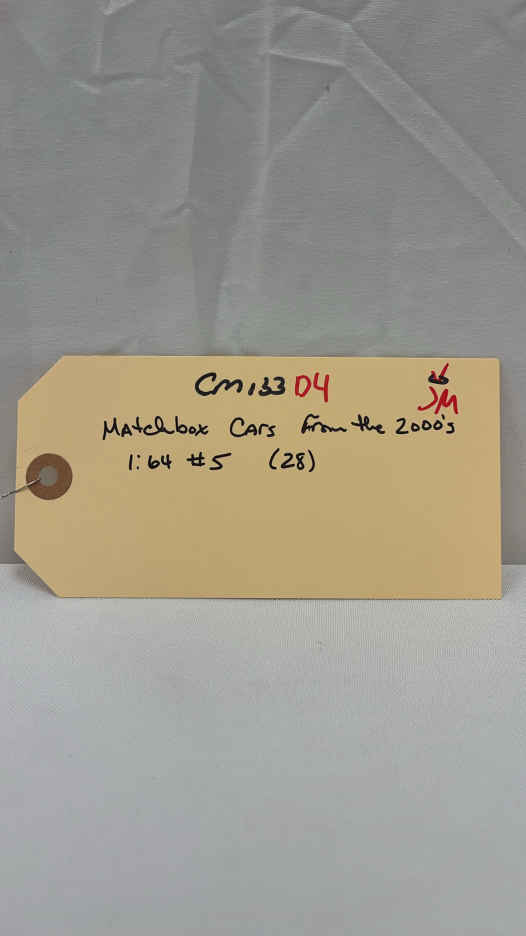 CM133 D4
JM
Matchbox Cars from the 2000's
1:64 #5 (28)